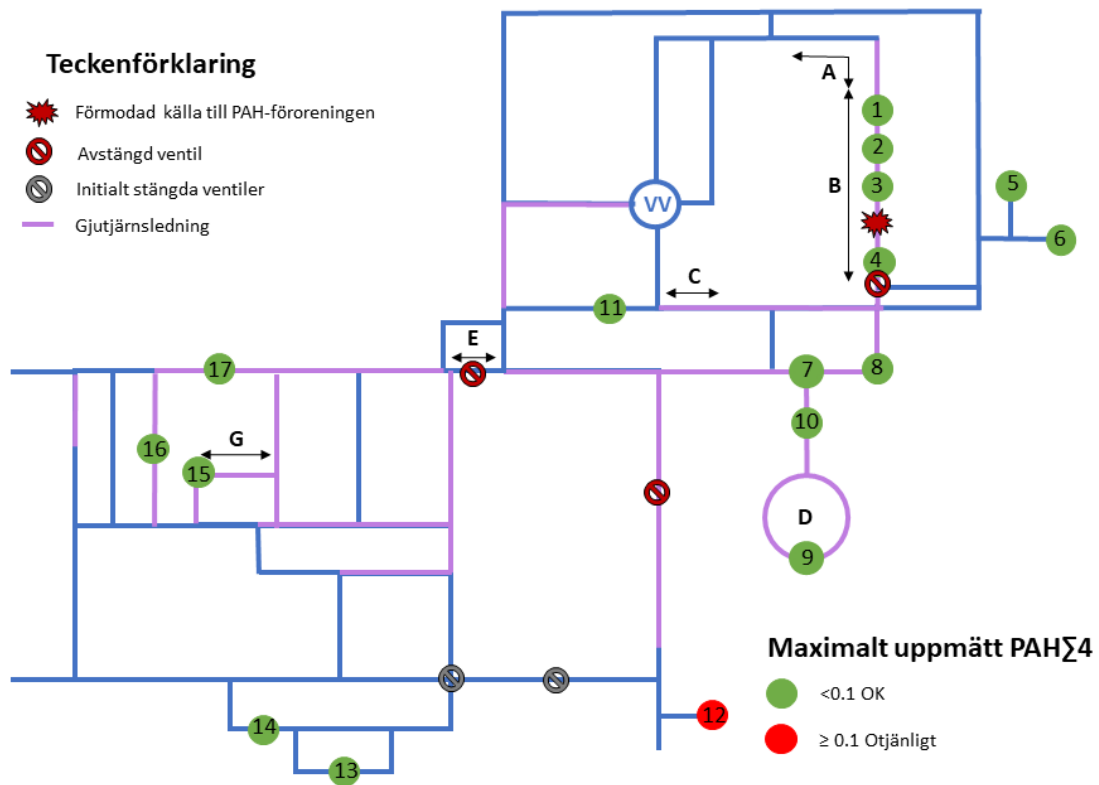 Teckenförklaring
Förmodad källa till PAH-föroreningen
Avstängd ventil
Initialt stängda ventiler
Gjutjärnsledning
A
1
2
B
3
5
VV
6
4
C
11
E
17
7
8
10
G
16
15
D
9
12
14
13
Maximalt uppmätt PAH∑4
<0.1 OK
≥ 0.1 Otjänligt